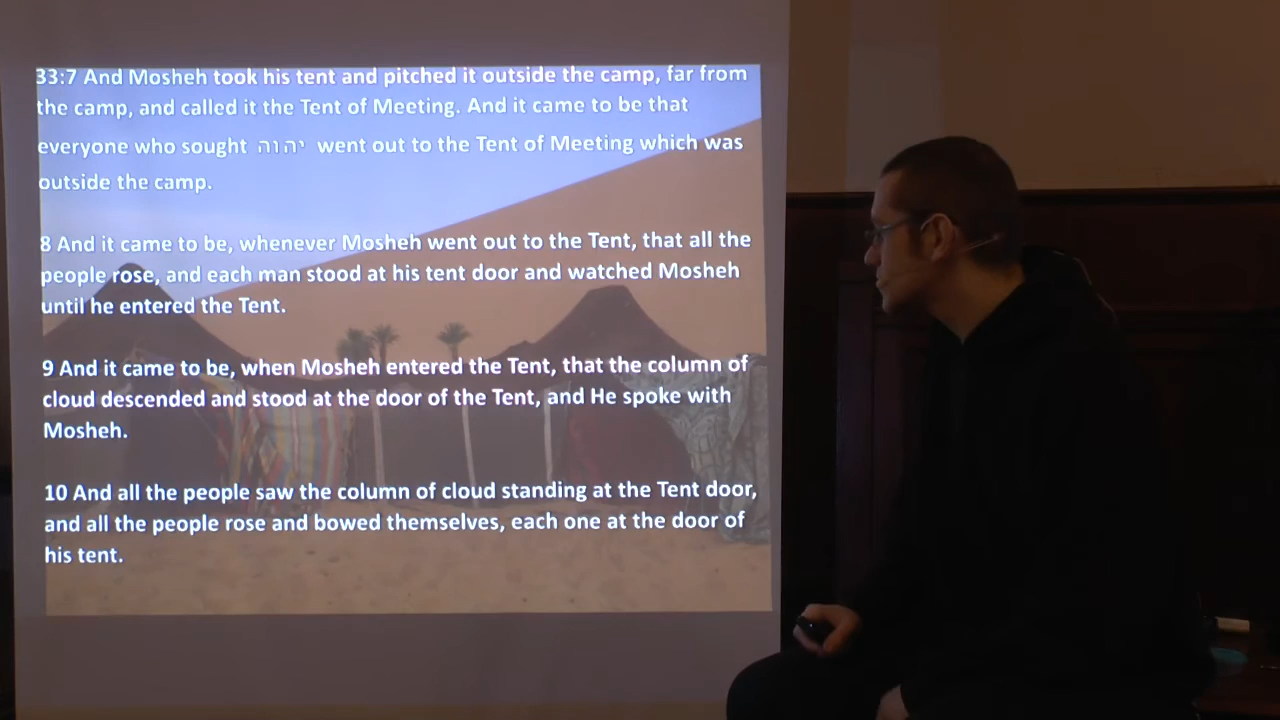 33:7 And Mosheh took his tent and pitched it outside the camp, far from
the camp, and called it the Tent of Meeting. And it came to be that
everyone who sought יהוה went out to the Tent of Meeting which was
outside the camp.
8 And it came to be, whenever Mosheh went out to the Tent, that all the
people rose, and each man stood at his tent door and watched Mosheh
until he entered the Tent.
9 And it came to be, when Mosheh entered the Tent, that the column of
cloud descended and stood at the door of the Tent, and He spoke with
Mosheh.
10 And all the people saw the column of cloud standing at the Tent door,
and all the people rose and bowed themselves, each one at the door of
his tent.